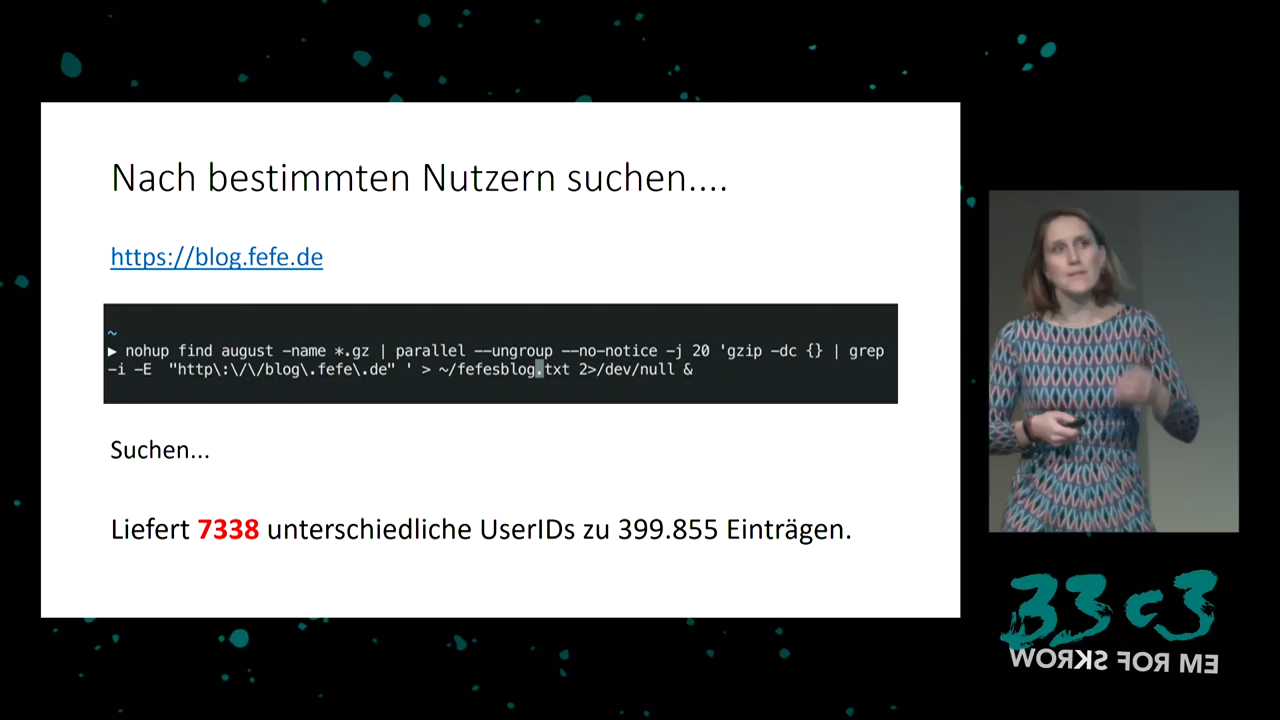 Nach bestimmten Nutzern suchen....
https://blog.fefe.de
~
▶ nohup find august -name *.gz | parallel --ungroup --no-notice -j 20 'gzip -dc {} | grep
-i -E "http\:\/\/blog\.fefe\.de" ' > ~/fefesblog.txt 2>/dev/null &
Suchen...
Liefert 7338 unterschiedliche UserIDs zu 399.855 Einträgen.
33c3
WORKS FOR ME